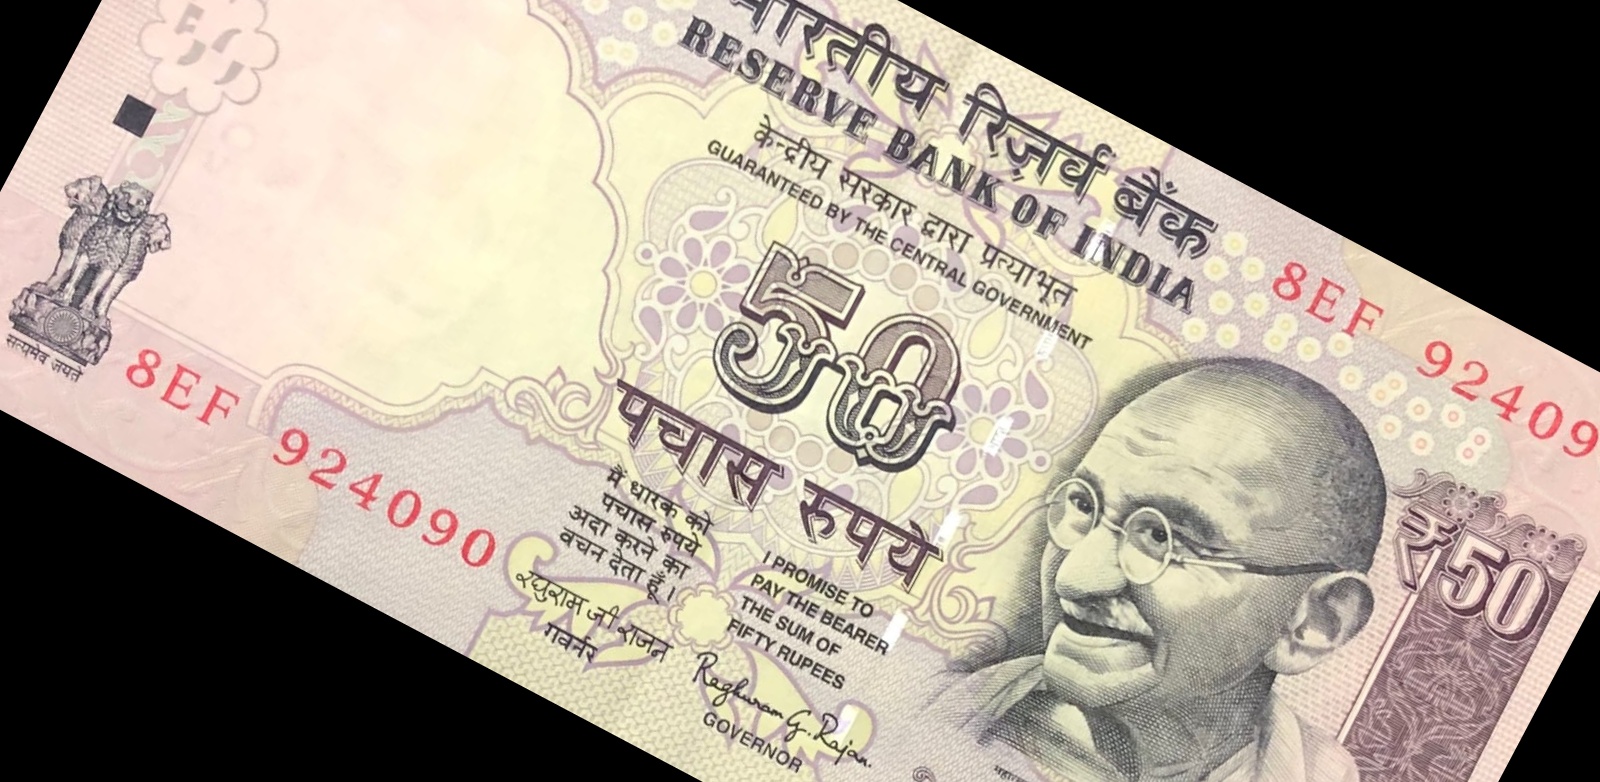 भारतीय रिज़र्व बैंक
RESERVE BANK OF INDIA
केन्द्रीय सरकार द्वारा प्रत्याभूत
GUARANTEED BY THE CENTRAL GOVERNMENT
8EF 92409
50
पचास रुपये
₹50
सत्यमेव जयते
8EF 924090
मैं धारक को
पचास रुपये
अदा करने का
वचन देता हूँ।
रघुराम जी राजन
गवर्नर
I PROMISE TO
PAY THE BEARER
THE SUM OF
FIFTY RUPEES
Raghuram G. Rajan
GOVERNOR